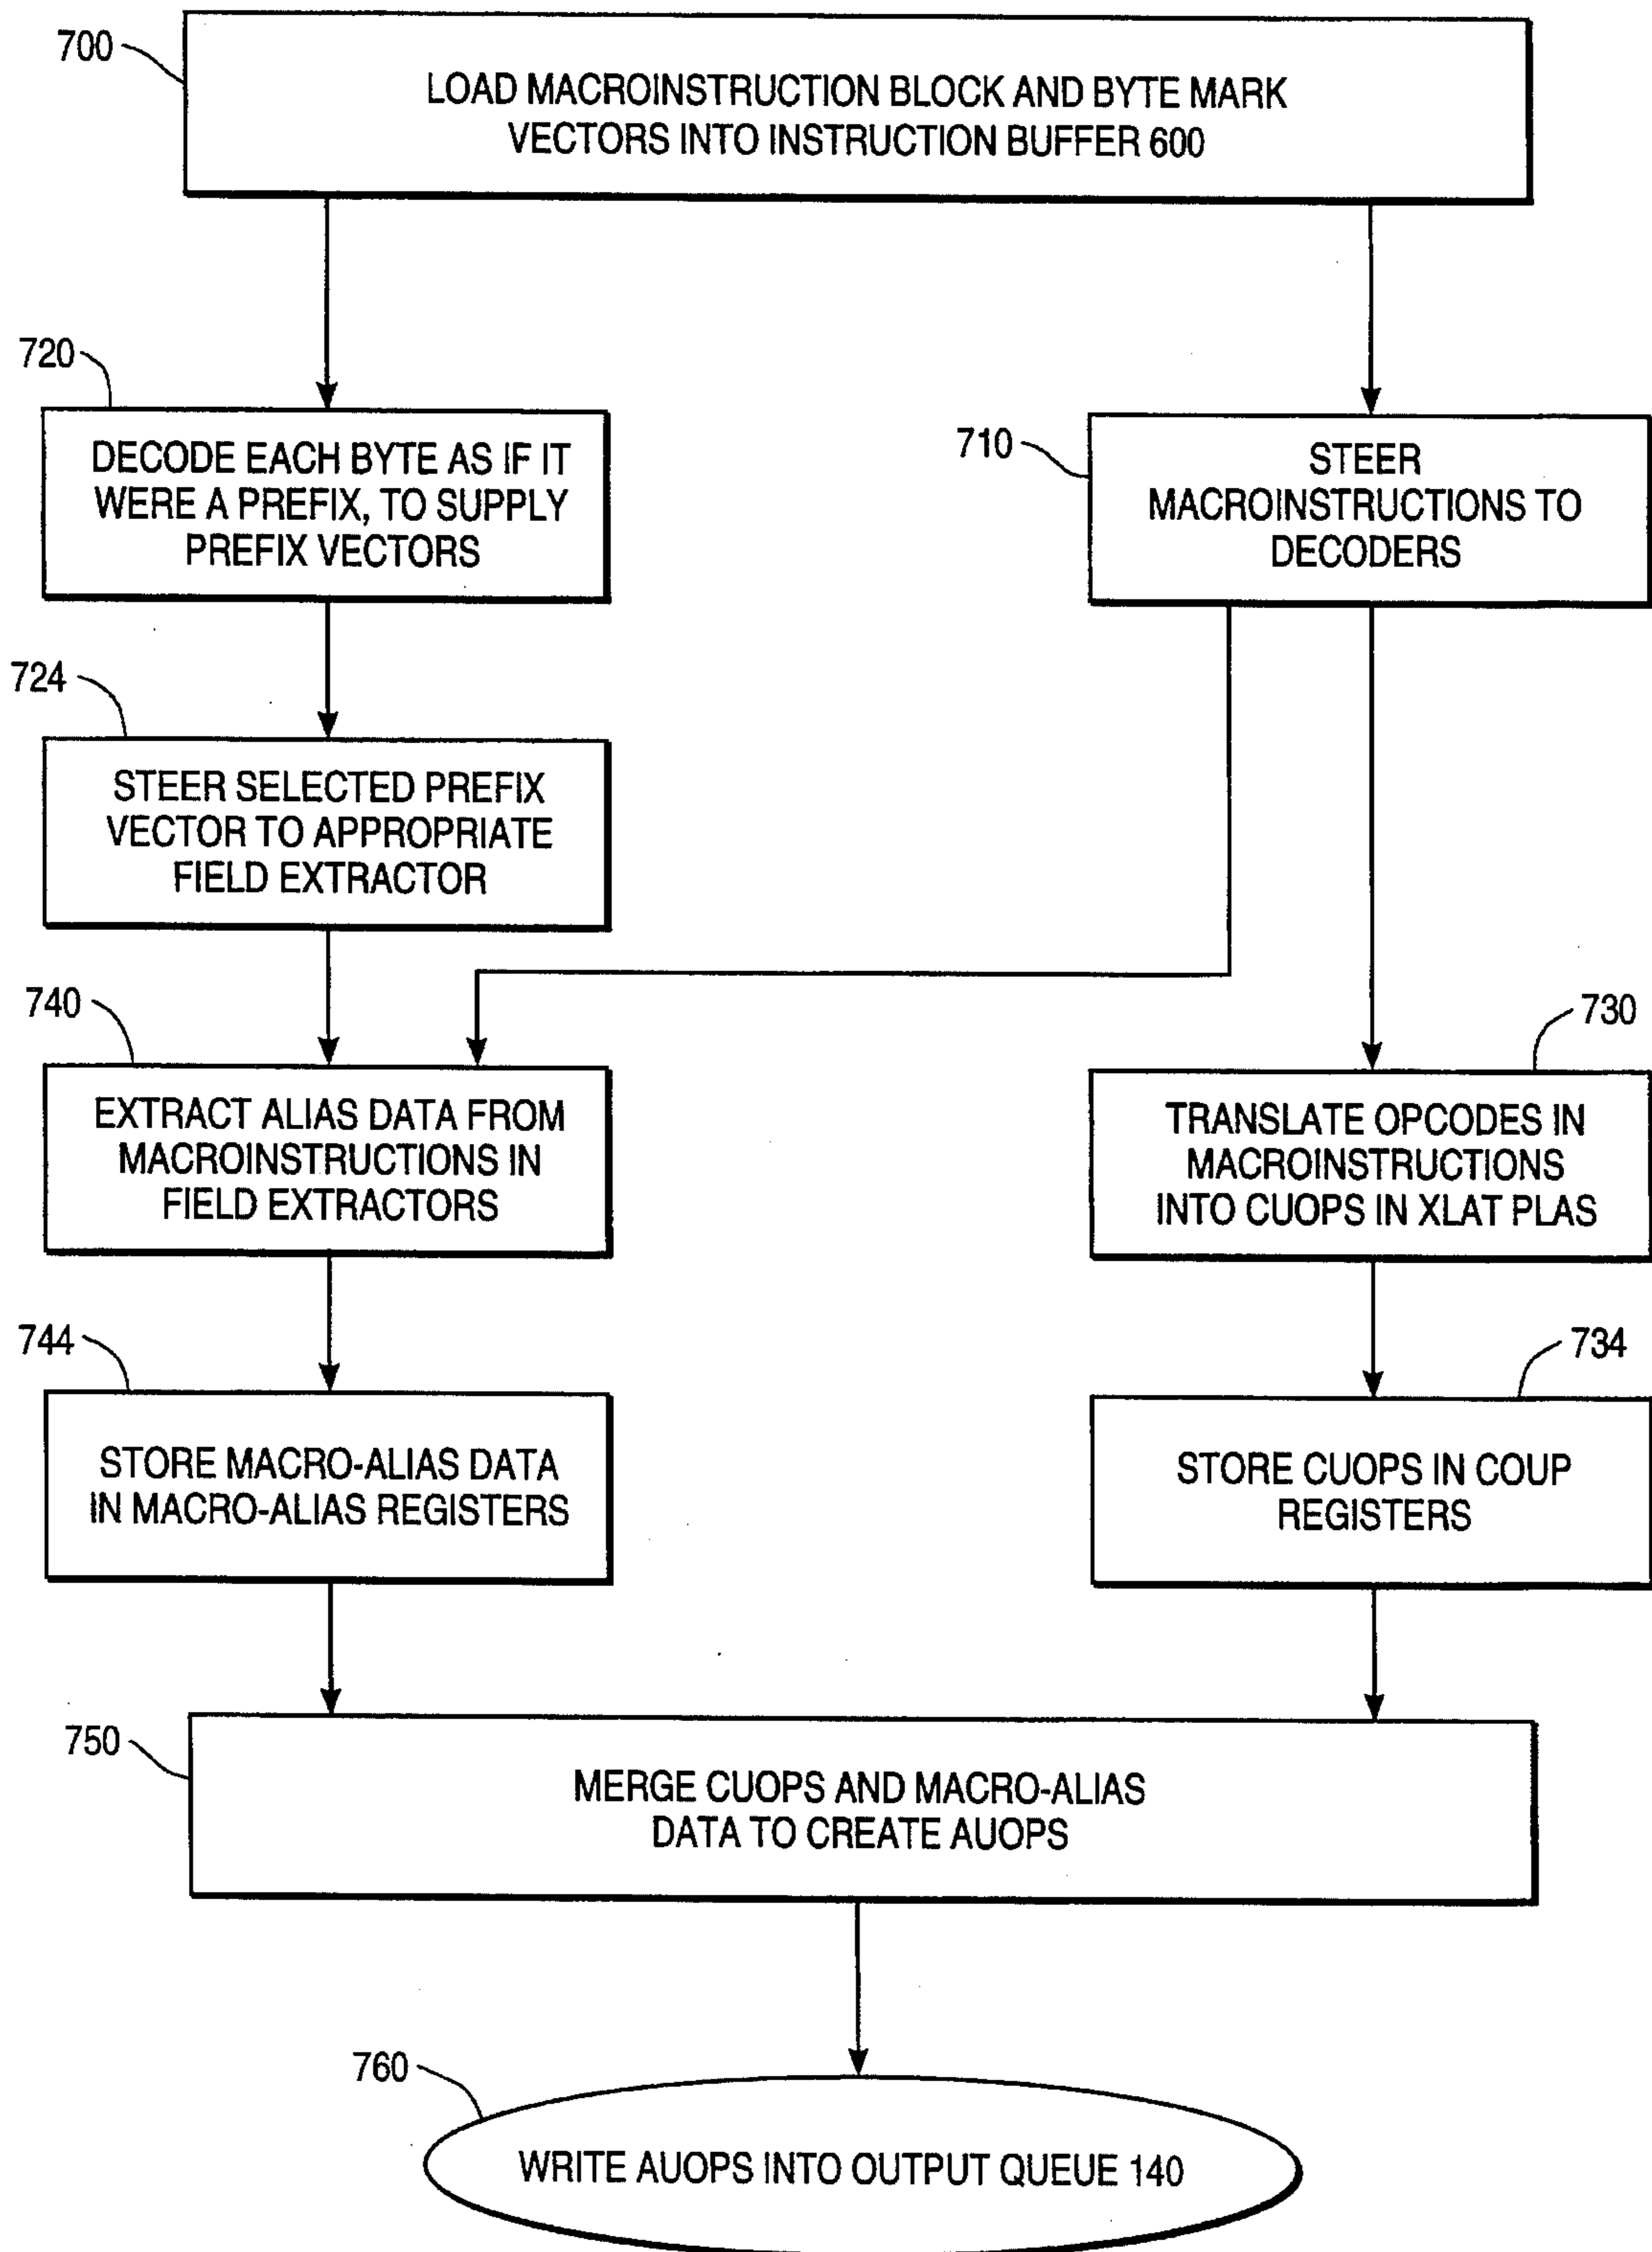 700
LOAD MACROINSTRUCTION BLOCK AND BYTE MARK
VECTORS INTO INSTRUCTION BUFFER 600
720
DECODE EACH BYTE AS IF IT
WERE A PREFIX, TO SUPPLY
PREFIX VECTORS
710
STEER
MACROINSTRUCTIONS TO
DECODERS
724
STEER SELECTED PREFIX
VECTOR TO APPROPRIATE
FIELD EXTRACTOR
740
EXTRACT ALIAS DATA FROM
MACROINSTRUCTIONS IN
FIELD EXTRACTORS
730
TRANSLATE OPCODES IN
MACROINSTRUCTIONS
INTO CUOPS IN XLAT PLAS
744
STORE MACRO-ALIAS DATA
IN MACRO-ALIAS REGISTERS
734
STORE CUOPS IN COUP
REGISTERS
750
MERGE CUOPS AND MACRO-ALIAS
DATA TO CREATE AUOPS
760
WRITE AUOPS INTO OUTPUT QUEUE 140